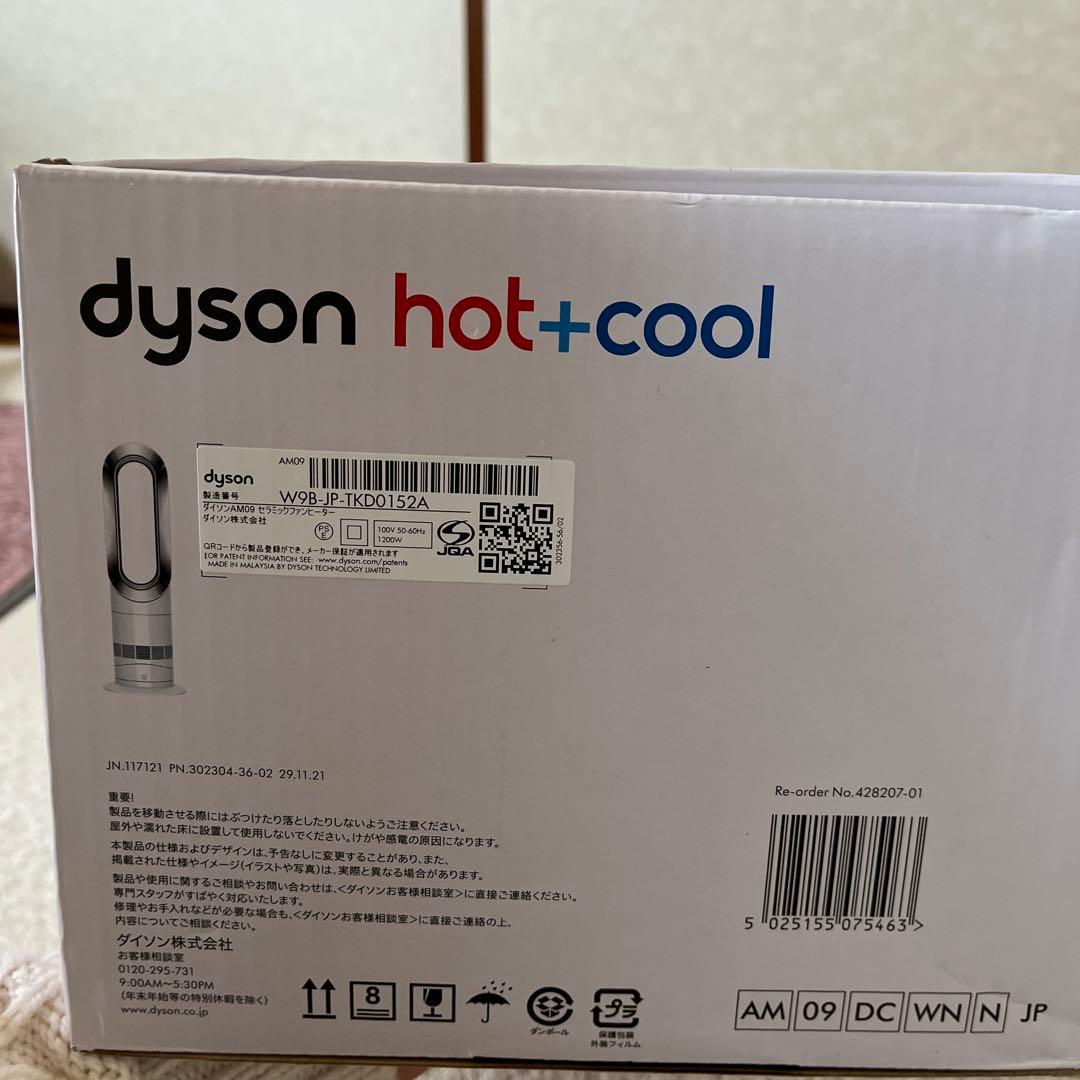 dyson hot+cool
dyson
AM09
製造番号 W9B-JP-TKD0152A
ダイソンAM09 セラミックファンヒーター
ダイソン株式会社
PS
E
100V 50-60Hz
1200W
JQA
302356-56/02
QRコードから製品登録ができ、メーカー保証が適用されます
FOR PATENT INFORMATION SEE: www.dyson.com/patents
MADE IN MALAYSIA BY DYSON TECHNOLOGY LIMITED
JN.117121 PN.302304-36-02 29.11.21
重要!
製品を移動させる際にはぶつけたり落としたりしないようご注意ください。
屋外や濡れた床に設置して使用しないでください。けがや感電の原因になります。
本製品の仕様およびデザインは、予告なしに変更することがあり、また、
掲載された仕様やイメージ(イラストや写真)は、実際と異なる場合があります。
製品や使用に関するご相談やお問い合わせは、<ダイソンお客様相談室>に直接ご連絡ください。
専門スタッフがすばやく対応いたします。
修理やお手入れなどが必要な場合も、<ダイソンお客様相談室>に直接ご連絡の上、
内容についてご相談ください。
ダイソン株式会社
お客様相談室
0120-295-731
9:00AM~5:30PM
(年末年始等の特別休暇を除く)
www.dyson.co.jp
8
ダンボール
プラ
保護包装
外装フィルム
Re-order No.428207-01
5 025155 075463 >
AM 09 DC WN N JP